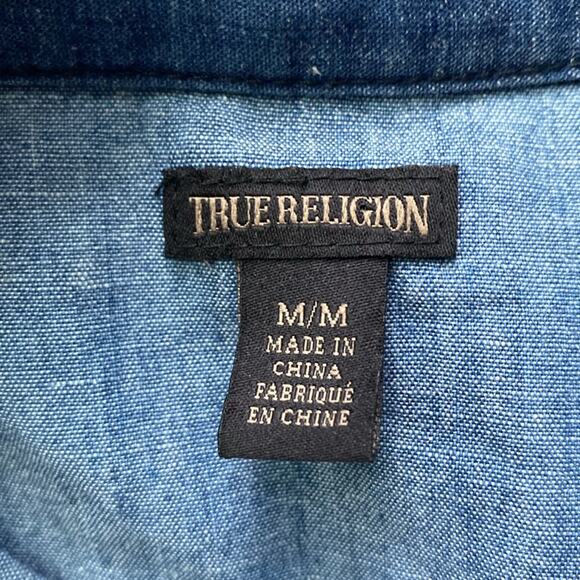 TRUE RELIGION
M/M
MADE IN
CHINA
FABRIQUÉ
EN CHINE